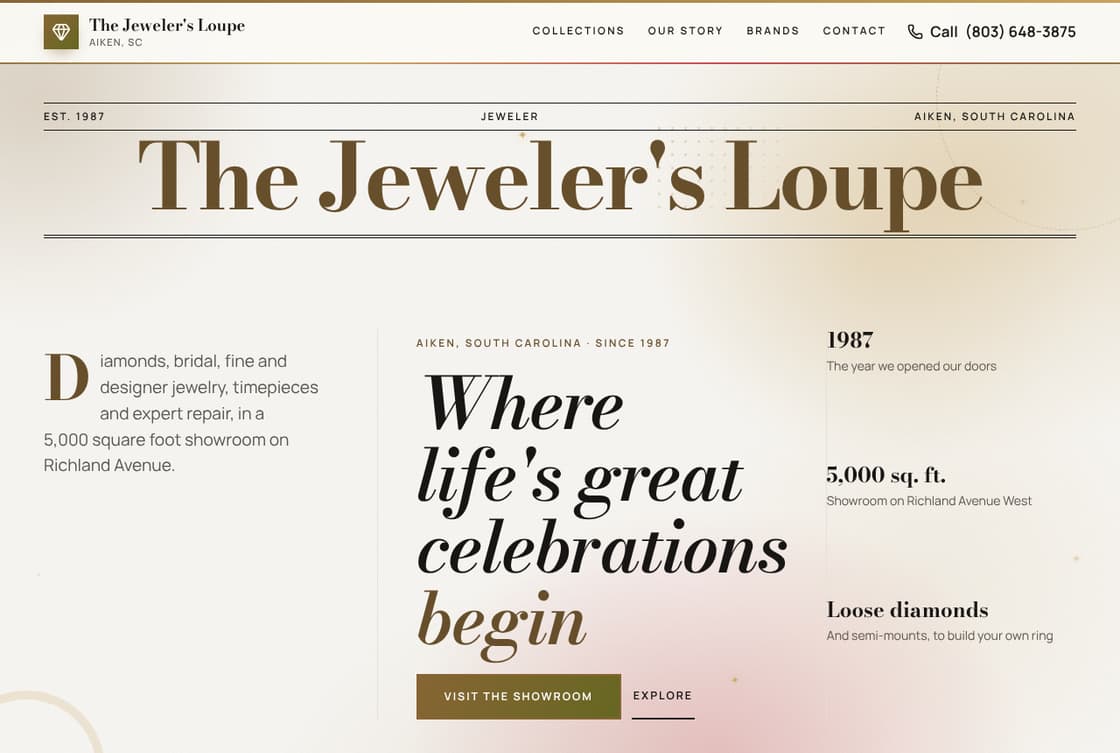 The Jeweler's Loupe
AIKEN, SC
COLLECTIONS OUR STORY BRANDS CONTACT Call (803) 648-3875
EST. 1987 JEWELER AIKEN, SOUTH CAROLINA
The Jeweler's Loupe
Diamonds, bridal, fine and
designer jewelry, timepieces
and expert repair, in a
5,000 square foot showroom on
Richland Avenue.
AIKEN, SOUTH CAROLINA · SINCE 1987
Where
life's great
celebrations
begin
VISIT THE SHOWROOM EXPLORE
1987
The year we opened our doors
5,000 sq. ft.
Showroom on Richland Avenue West
Loose diamonds
And semi-mounts, to build your own ring